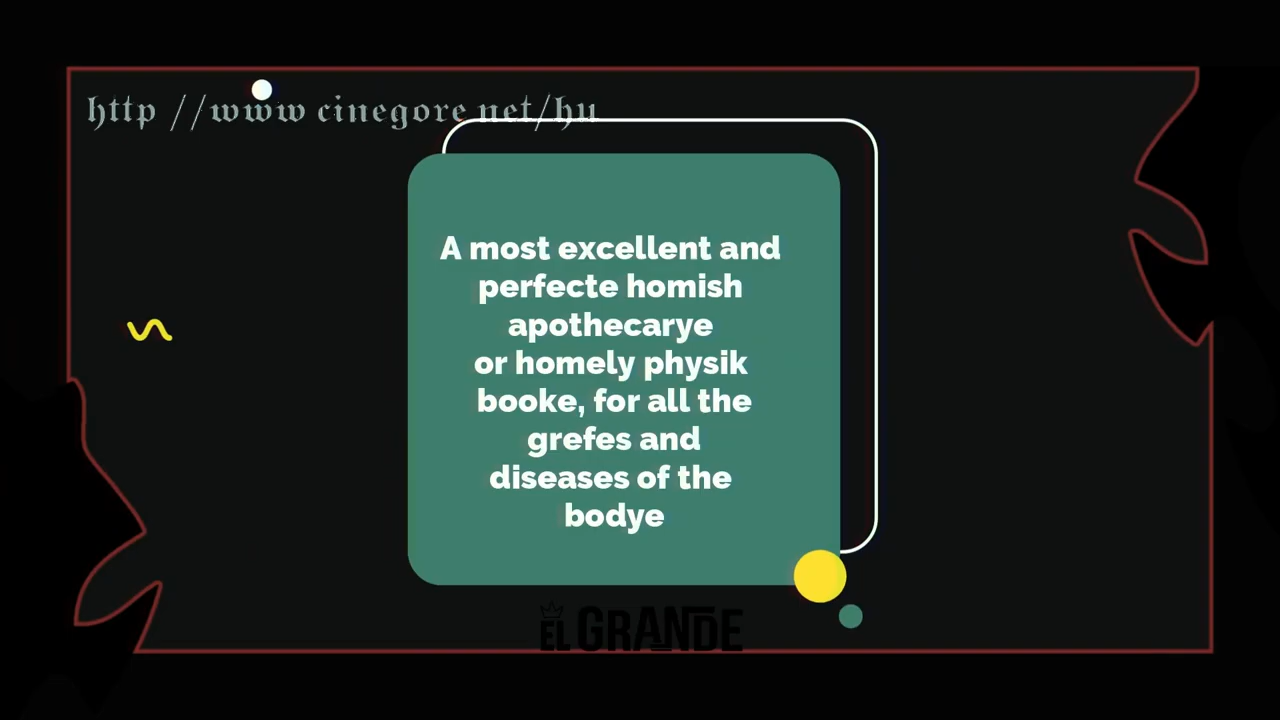 http //www cinegore net/hu
A most excellent and
perfecte homish
apothecarye
or homely physik
booke, for all the
grefes and
diseases of the
bodye
EL GRANDE